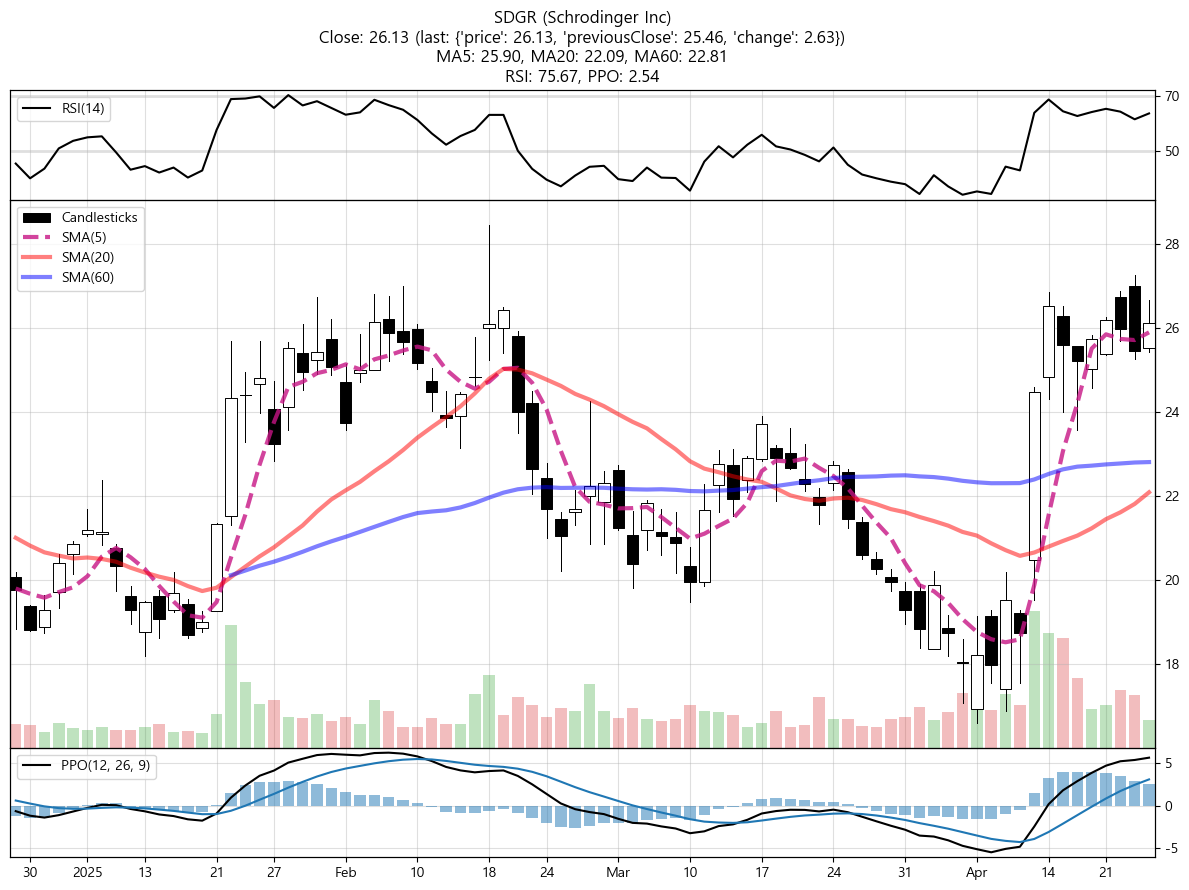 SDGR (Schrodinger Inc)
Close: 26.13 (last: {'price': 26.13, 'previousClose': 25.46, 'change': 2.63})
MA5: 25.90, MA20: 22.09, MA60: 22.81
RSI: 75.67, PPO: 2.54
RSI(14)
70
50
Candlesticks
SMA(5)
SMA(20)
SMA(60)
28
26
24
22
20
18
PPO(12, 26, 9)
5
0
-5
30 2025 13 21 27 Feb 10 18 24 Mar 10 17 24 31 Apr 14 21